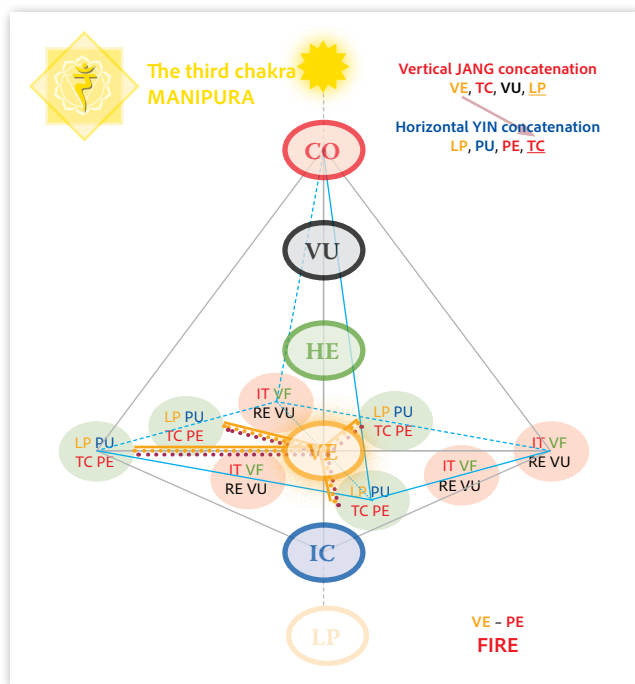 The third chakra
MANIPURA
Vertical JANG concatenation
VE, TC, VU, LP
Horizontal YIN concatenation
LP, PU, PE, TC
CO
VU
HE
IT VF
RE VU
LP PU
TC PE
LP PU
TC PE
LP PU
TC PE
VE
IT VF
RE VU
IT VF
RE VU
IT VF
RE VU
LP PU
TC PE
IC
LP
VE – PE
FIRE